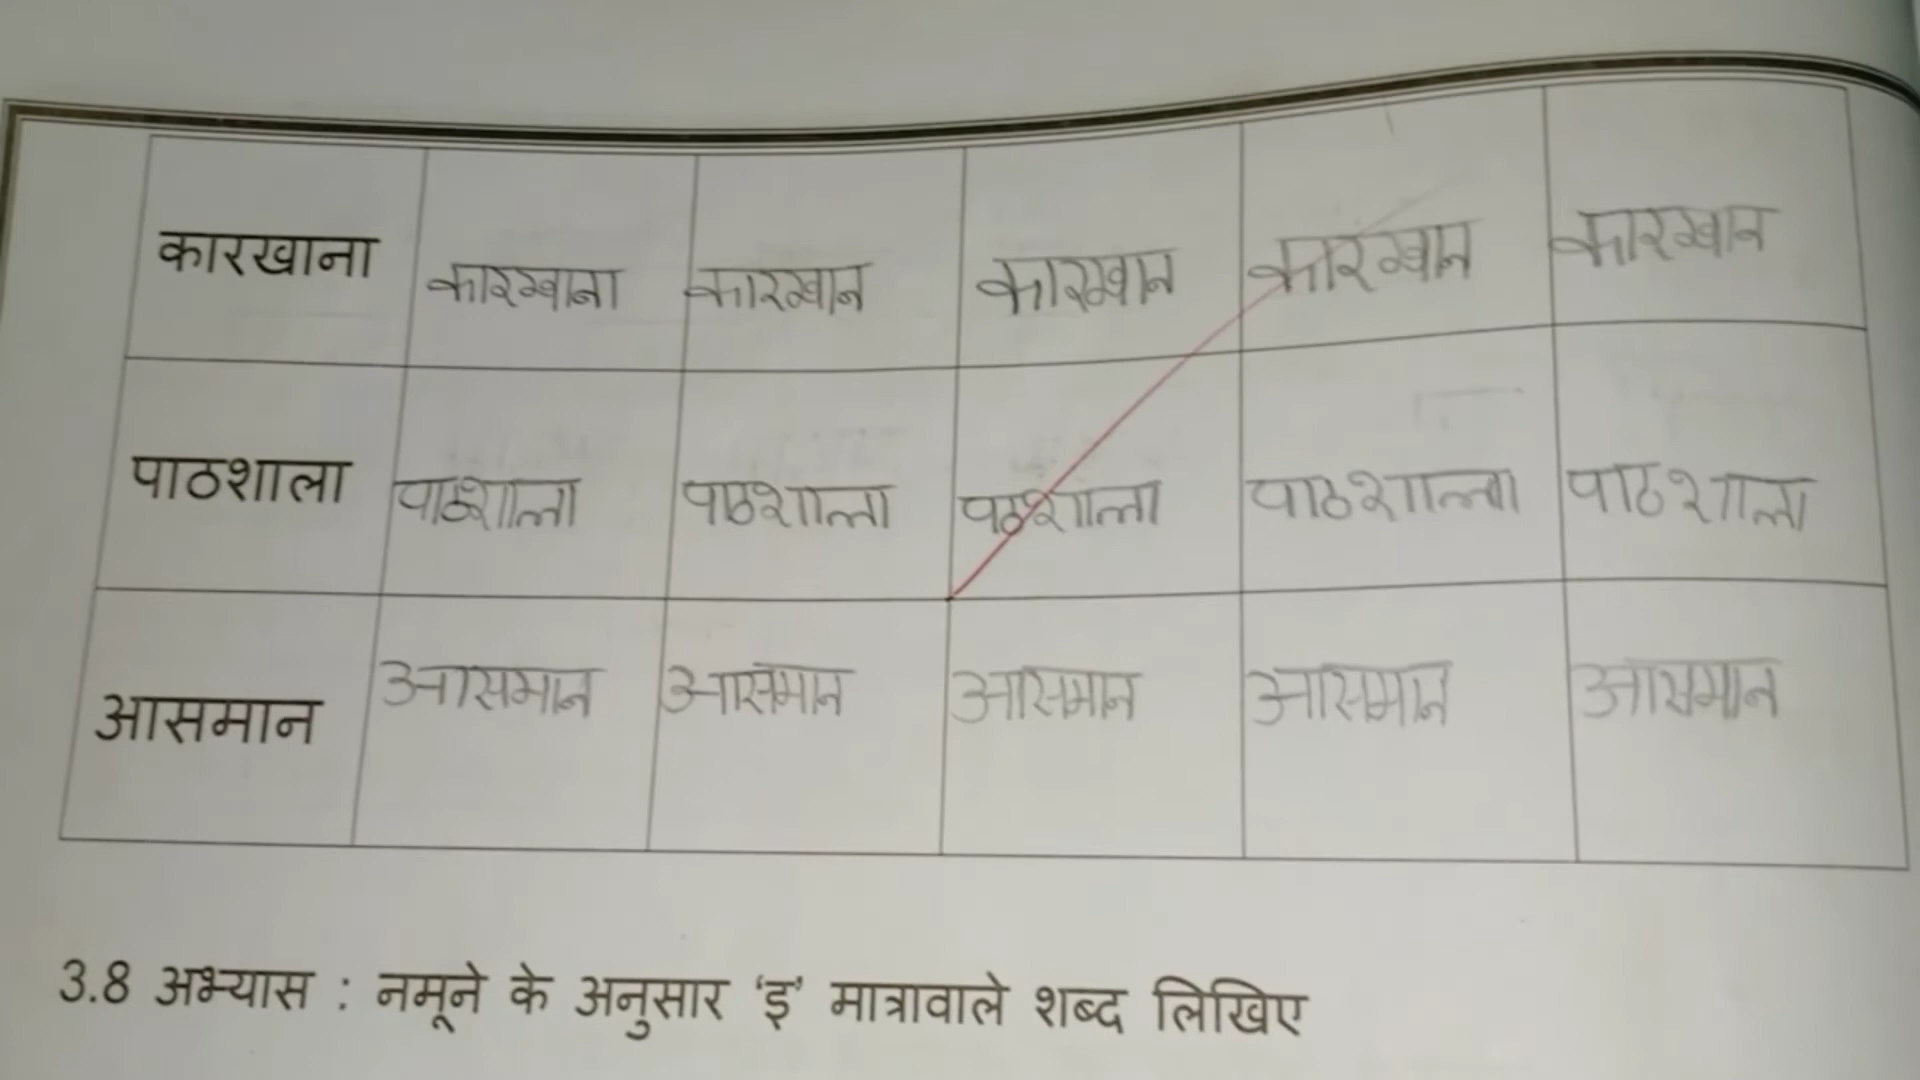 कारखाना कारखाना कारखान कारखान कारखान कारखान
पाठशाला पाठशाला पाठशाला पठशाला पाठशाला पाठशाला
आसमान आसमान आसमान आसमान आसमान आसमान
3.8 अभ्यास : नमूने के अनुसार 'इ' मात्रावाले शब्द लिखिए